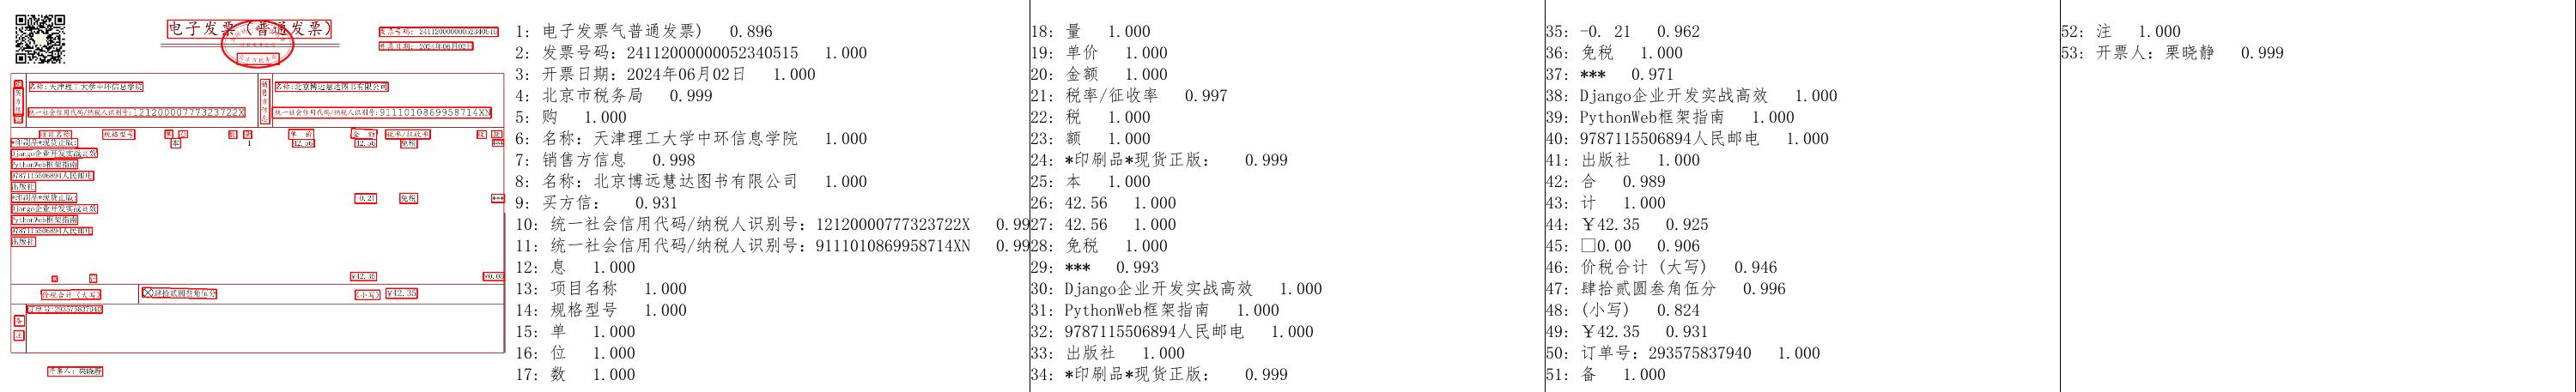 电子发票（普通发票）
发票号码: 24112000000052340515
开票日期: 2024年06月02日
名称:天津理工大学中环信息学院
名称:北京博远慧达图书有限公司
统一社会信用代码/纳税人识别号:12120000777323722X
统一社会信用代码/纳税人识别号:9111010869958714XN
项目名称 规格型号 单 位 数 量 单 价 金 额 税率/征收率 税 额
*印刷品*现货正版: 本 1 42.56 42.56 免税 ***
Django企业开发实战高效
PythonWeb框架指南
9787115506894人民邮电
出版社
*印刷品*现货正版: -0.21 免税 ***
Django企业开发实战高效
PythonWeb框架指南
9787115506894人民邮电
出版社
合 计 ¥42.35 ¥0.00
价税合计（大写） 肆拾贰圆叁角伍分 （小写） ¥42.35
订单号:293575837940
备
注
开票人: 栗晓静
1: 电子发票气普通发票) 0.896
2: 发票号码: 24112000000052340515 1.000
3: 开票日期: 2024年06月02日 1.000
4: 北京市税务局 0.999
5: 购 1.000
6: 名称: 天津理工大学中环信息学院 1.000
7: 销售方信息 0.998
8: 名称: 北京博远慧达图书有限公司 1.000
9: 买方信: 0.931
10: 统一社会信用代码/纳税人识别号: 12120000777323722X 0.99
11: 统一社会信用代码/纳税人识别号: 9111010869958714XN 0.99
12: 息 1.000
13: 项目名称 1.000
14: 规格型号 1.000
15: 单 1.000
16: 位 1.000
17: 数 1.000
18: 量 1.000
19: 单价 1.000
20: 金额 1.000
21: 税率/征收率 0.997
22: 税 1.000
23: 额 1.000
24: *印刷品*现货正版: 0.999
25: 本 1.000
26: 42.56 1.000
27: 42.56 1.000
28: 免税 1.000
29: *** 0.993
30: Django企业开发实战高效 1.000
31: PythonWeb框架指南 1.000
32: 9787115506894人民邮电 1.000
33: 出版社 1.000
34: *印刷品*现货正版: 0.999
35: -0. 21 0.962
36: 免税 1.000
37: *** 0.971
38: Django企业开发实战高效 1.000
39: PythonWeb框架指南 1.000
40: 9787115506894人民邮电 1.000
41: 出版社 1.000
42: 合 0.989
43: 计 1.000
44: ¥42.35 0.925
45: □0.00 0.906
46: 价税合计 (大写) 0.946
47: 肆拾贰圆叁角伍分 0.996
48: (小写) 0.824
49: ¥42.35 0.931
50: 订单号: 293575837940 1.000
51: 备 1.000
52: 注 1.000
53: 开票人: 栗晓静 0.999